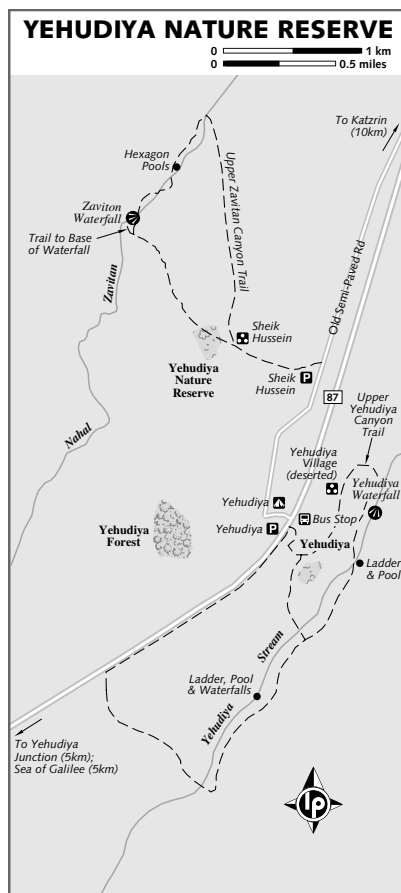 YEHUDIYA NATURE RESERVE
0 1 km
0 0.5 miles
To Katzrin
(10km)
Hexagon
Pools
Upper Zavitan
Canyon Trail
Zaviton
Waterfall
Trail to Base
of Waterfall
Old Semi-Paved Rd
Zavitan
Nahal
Sheik
Hussein
Yehudiya
Nature
Reserve
Sheik
Hussein
P
87
Upper
Yehudiya
Canyon
Trail
Yehudiya
Village
(deserted)
Yehudiya
Waterfall
Yehudiya
Bus Stop
Yehudiya
P
Yehudiya
Yehudiya
Forest
Ladder
& Pool
Stream
Yehudiya
Ladder, Pool
& Waterfalls
To Yehudiya
Junction (5km);
Sea of Galilee (5km)
lp